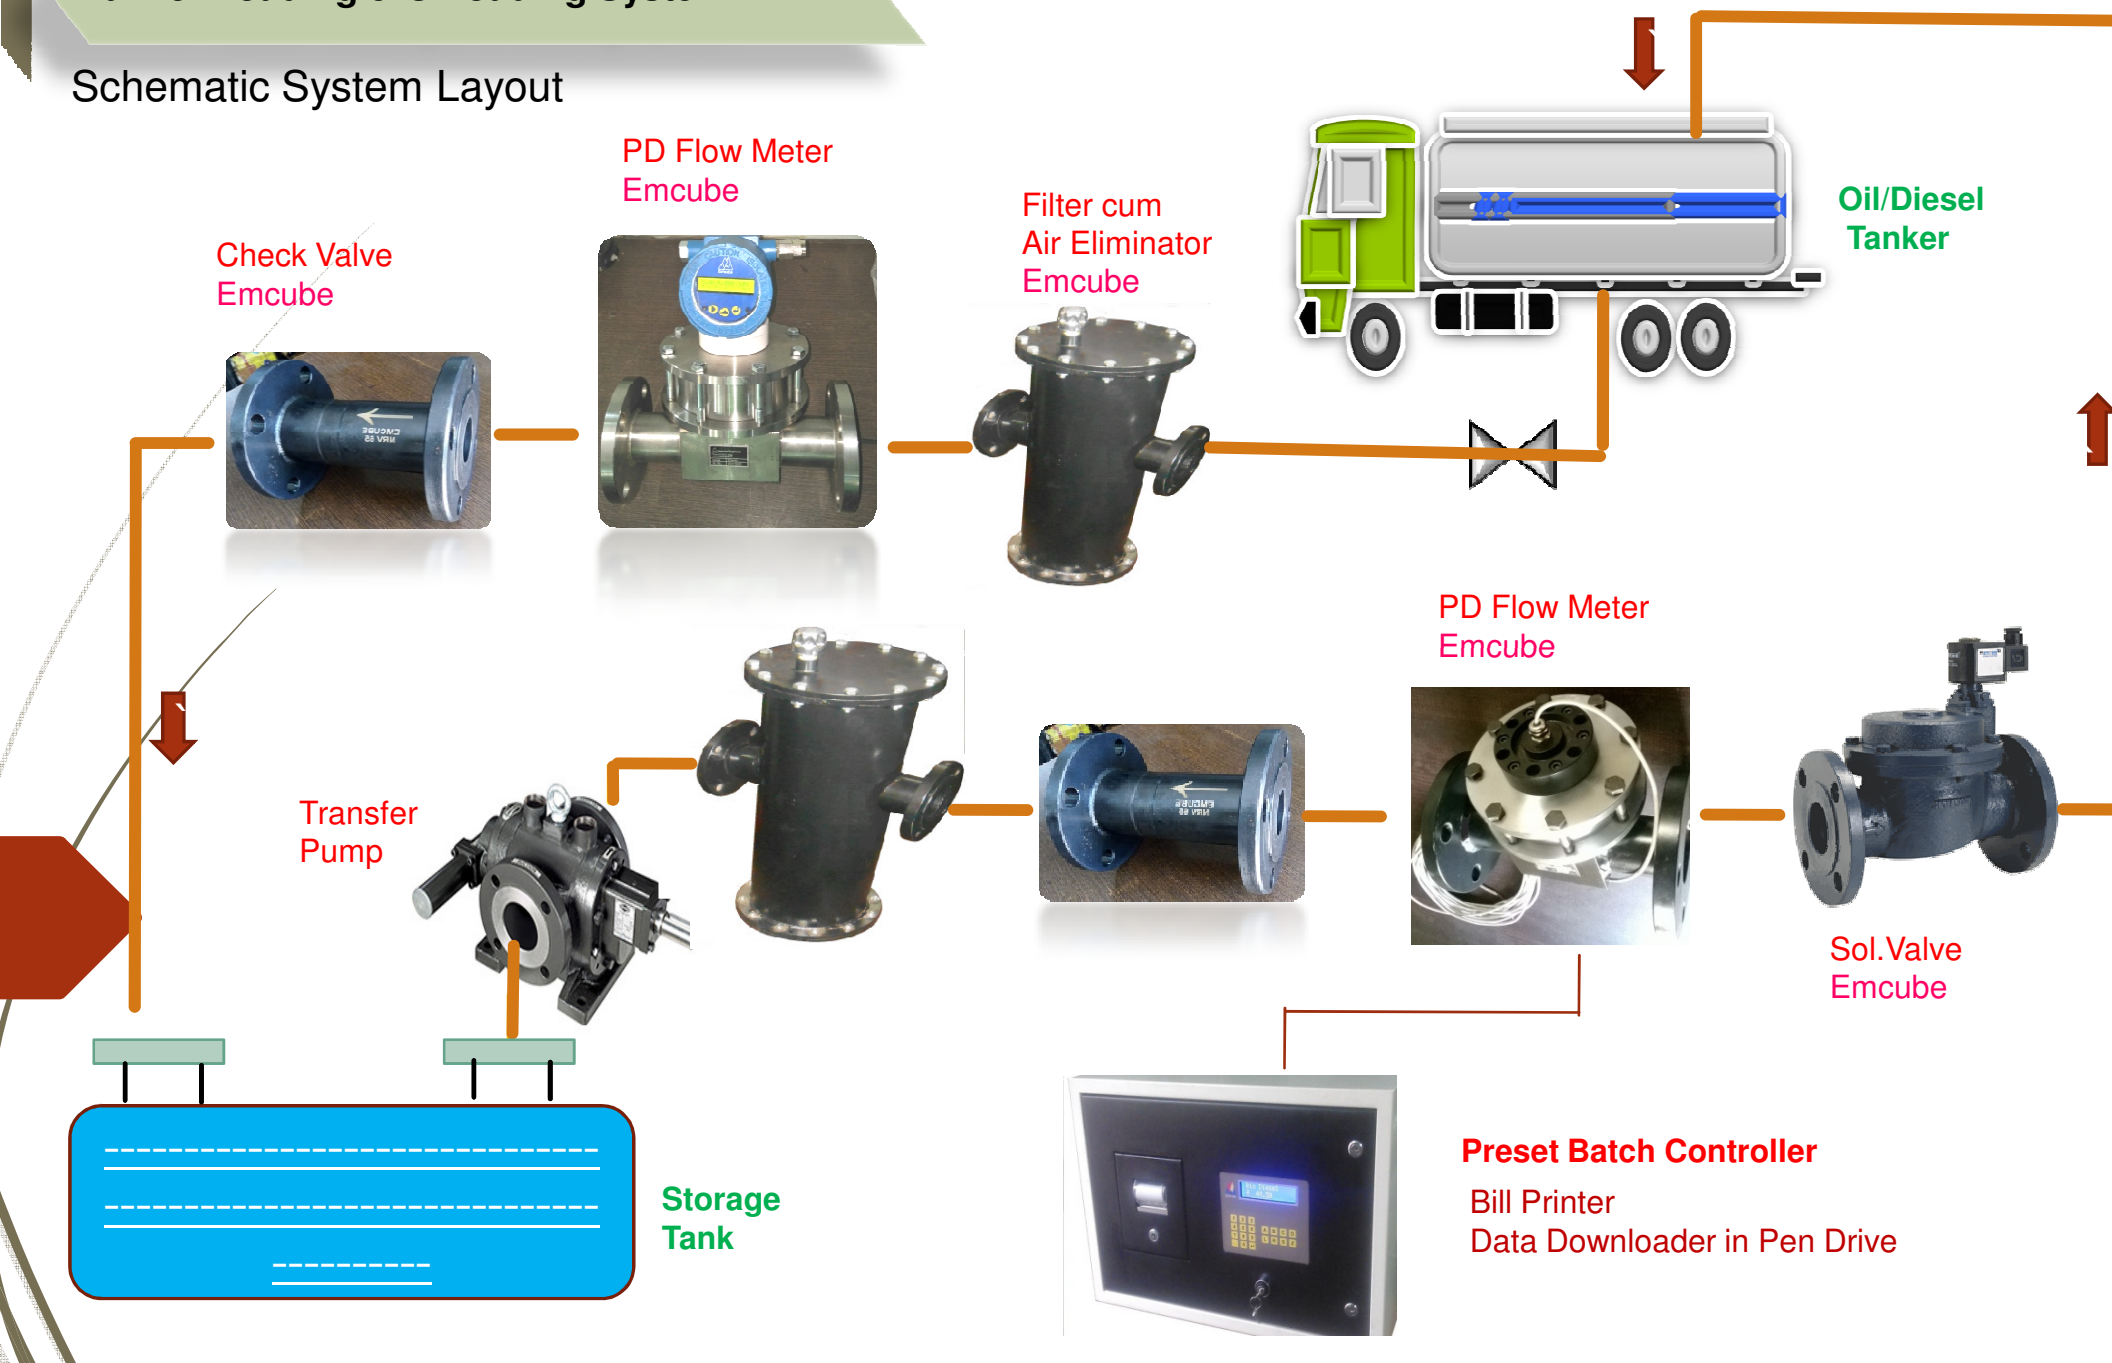 Schematic System Layout
PD Flow Meter
Emcube
Filter cum
Air Eliminator
Emcube
Oil/Diesel
Tanker
Check Valve
Emcube
PD Flow Meter
Emcube
Transfer
Pump
Sol.Valve
Emcube
Preset Batch Controller
Bill Printer
Data Downloader in Pen Drive
Storage
Tank